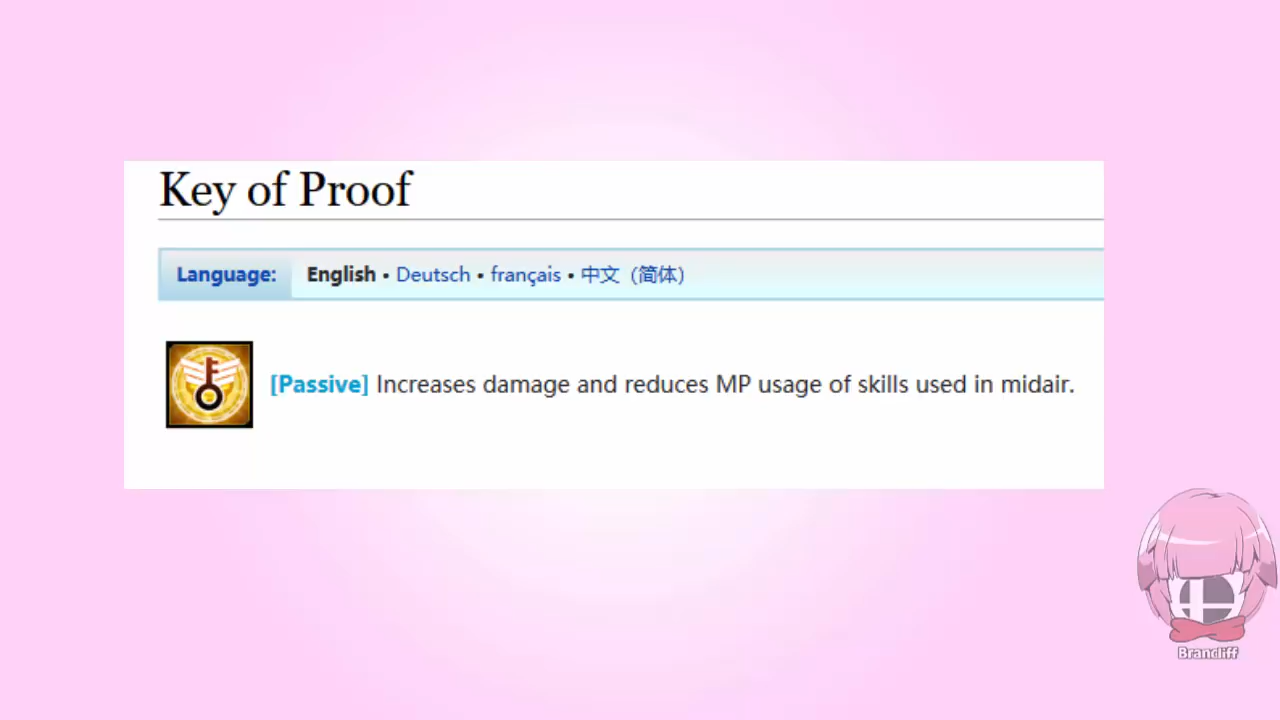 Key of Proof
Language: English • Deutsch • français • 中文（简体）
[Passive] Increases damage and reduces MP usage of skills used in midair.
Brancliff